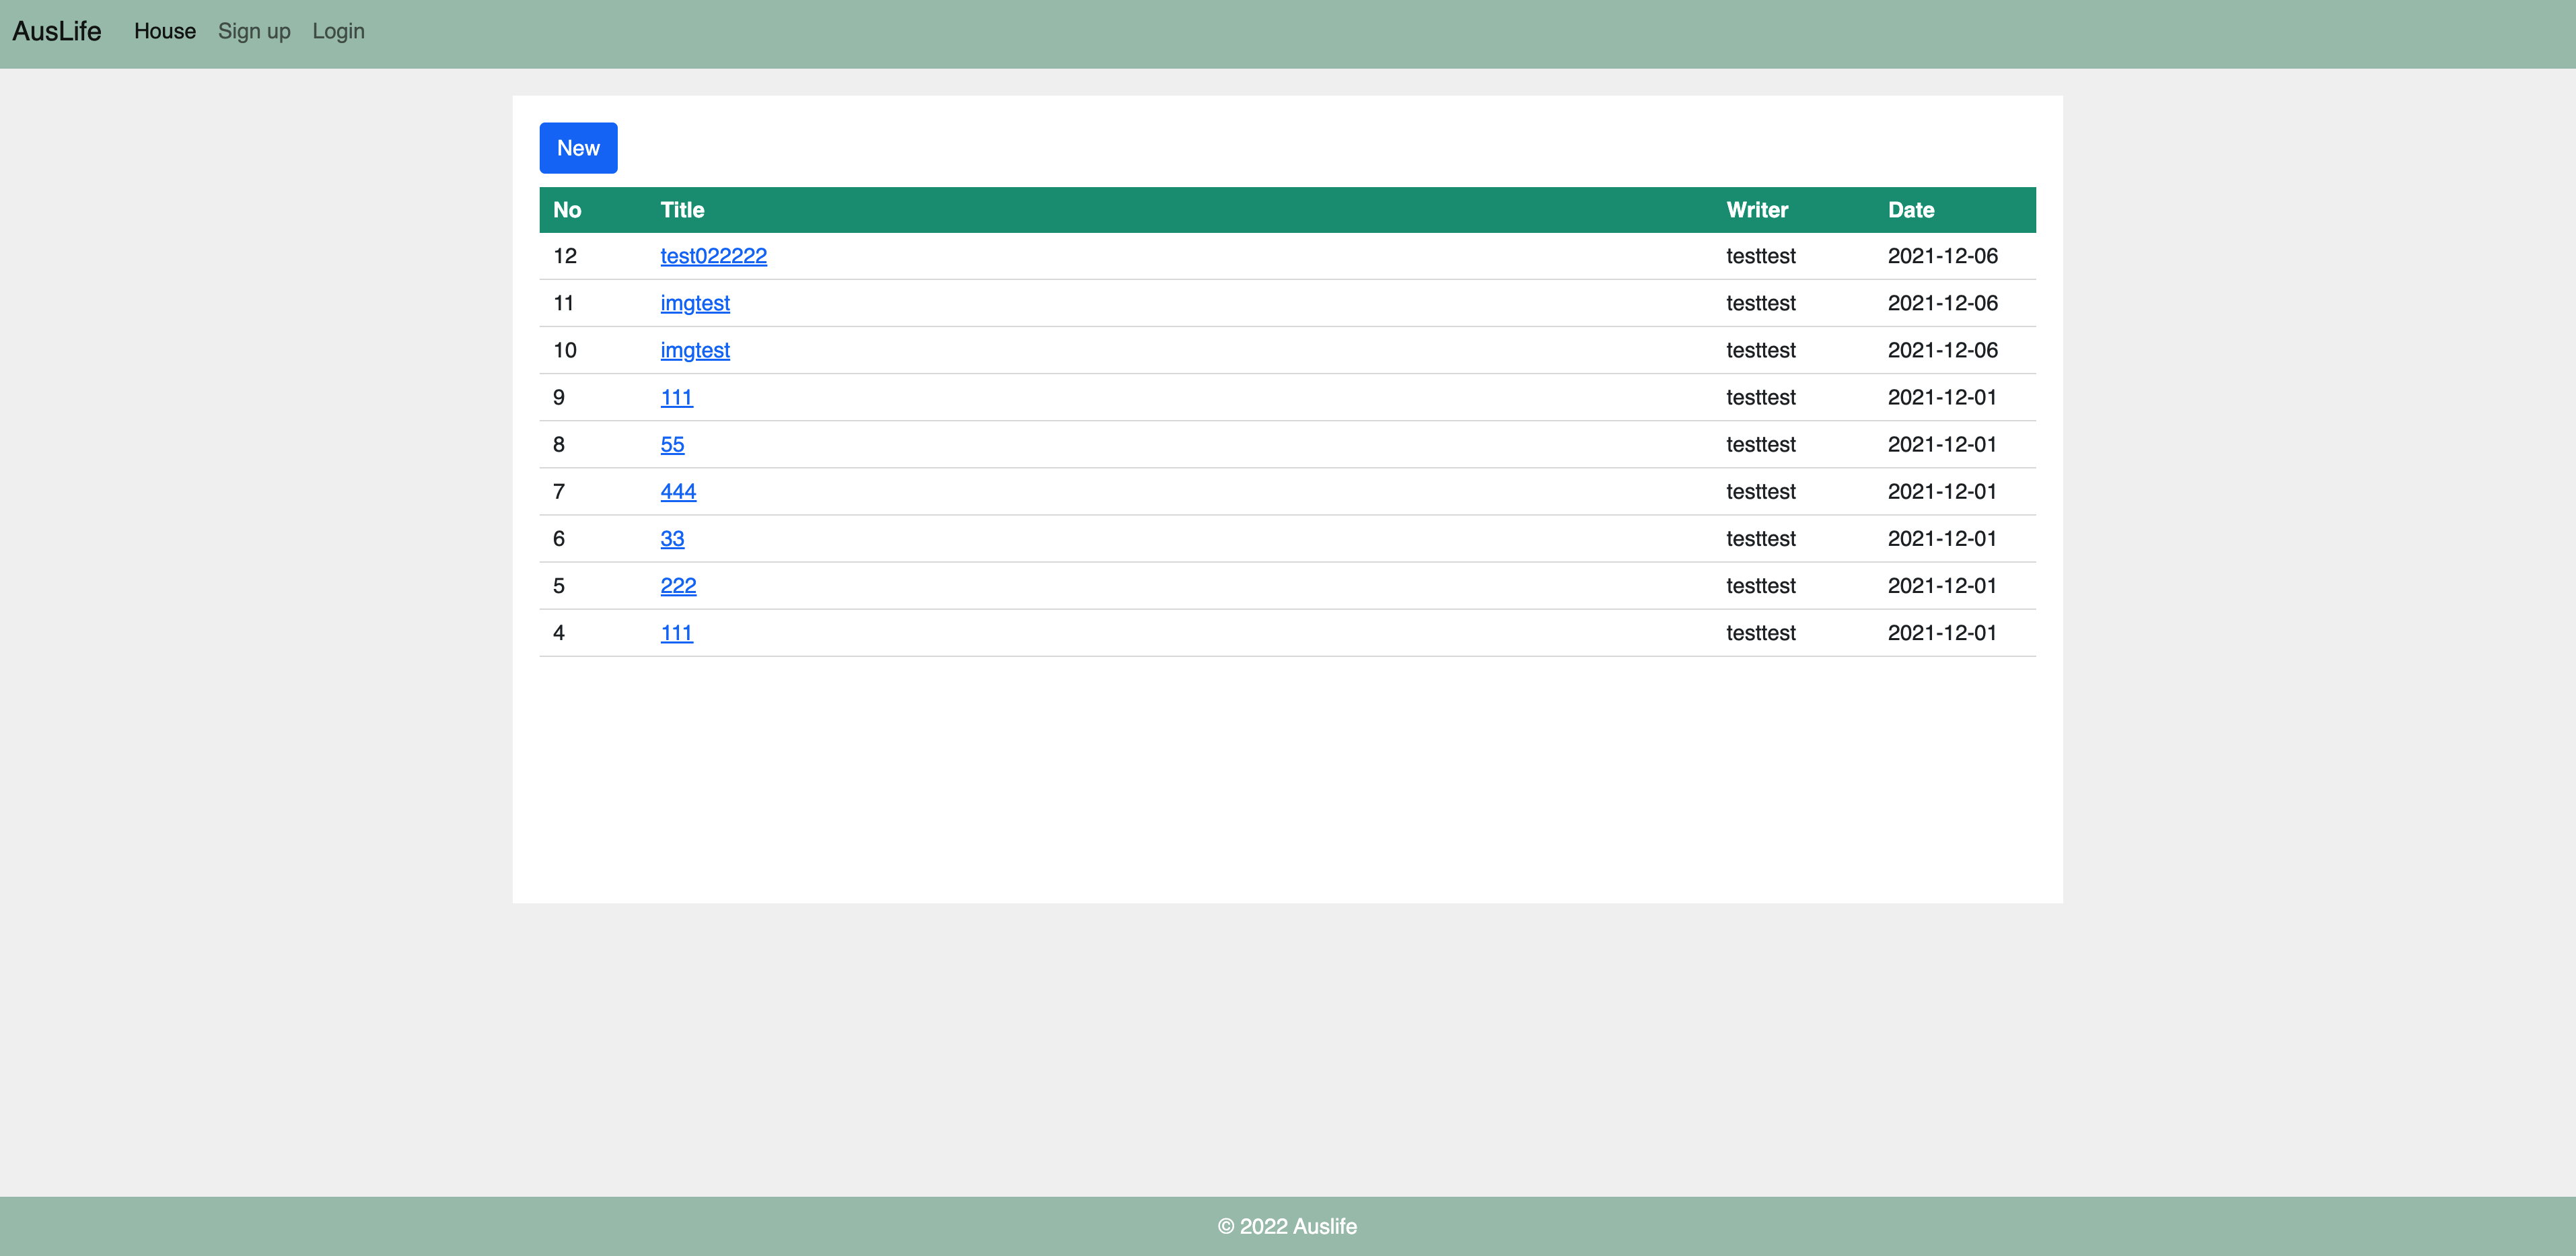 AusLife House Sign up Login
New
No Title Writer Date
12 test022222 testtest 2021-12-06
11 imgtest testtest 2021-12-06
10 imgtest testtest 2021-12-06
9 111 testtest 2021-12-01
8 55 testtest 2021-12-01
7 444 testtest 2021-12-01
6 33 testtest 2021-12-01
5 222 testtest 2021-12-01
4 111 testtest 2021-12-01
© 2022 Auslife